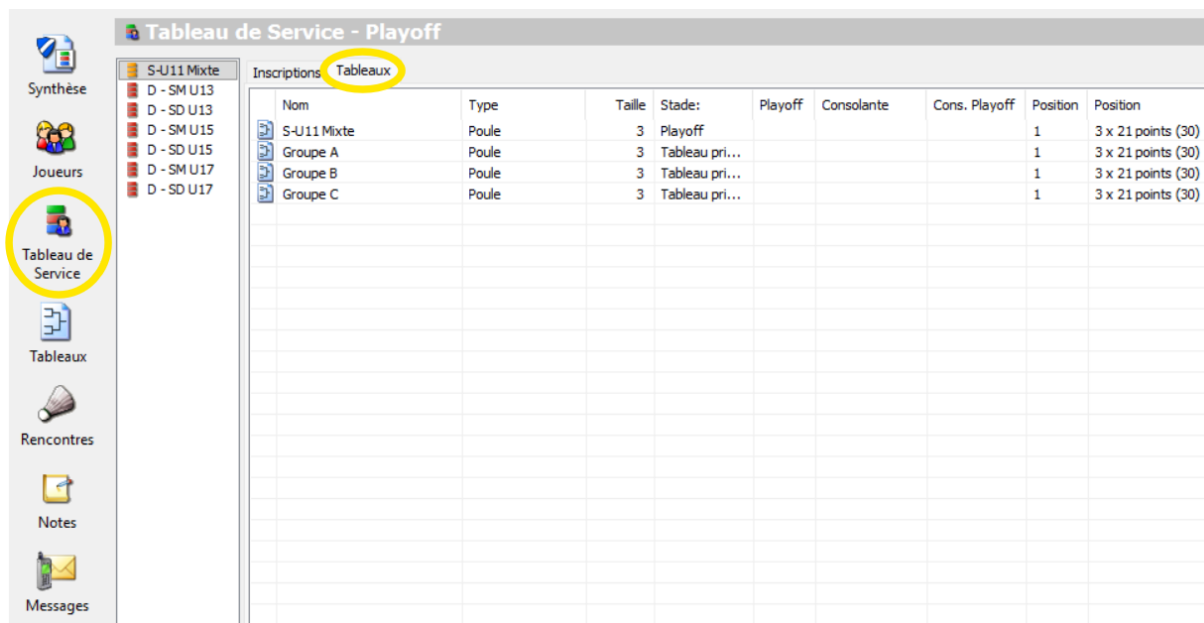 Tableau de Service - Playoff
Synthèse
Joueurs
Tableau de
Service
Tableaux
Rencontres
Notes
Messages
S-U11 Mixte
D - SM U13
D - SD U13
D - SM U15
D - SD U15
D - SM U17
D - SD U17
Inscriptions Tableaux
Nom Type Taille Stade: Playoff Consolante Cons. Playoff Position Position
S-U11 Mixte Poule 3 Playoff 1 3 x 21 points (30)
Groupe A Poule 3 Tableau pri... 1 3 x 21 points (30)
Groupe B Poule 3 Tableau pri... 1 3 x 21 points (30)
Groupe C Poule 3 Tableau pri... 1 3 x 21 points (30)